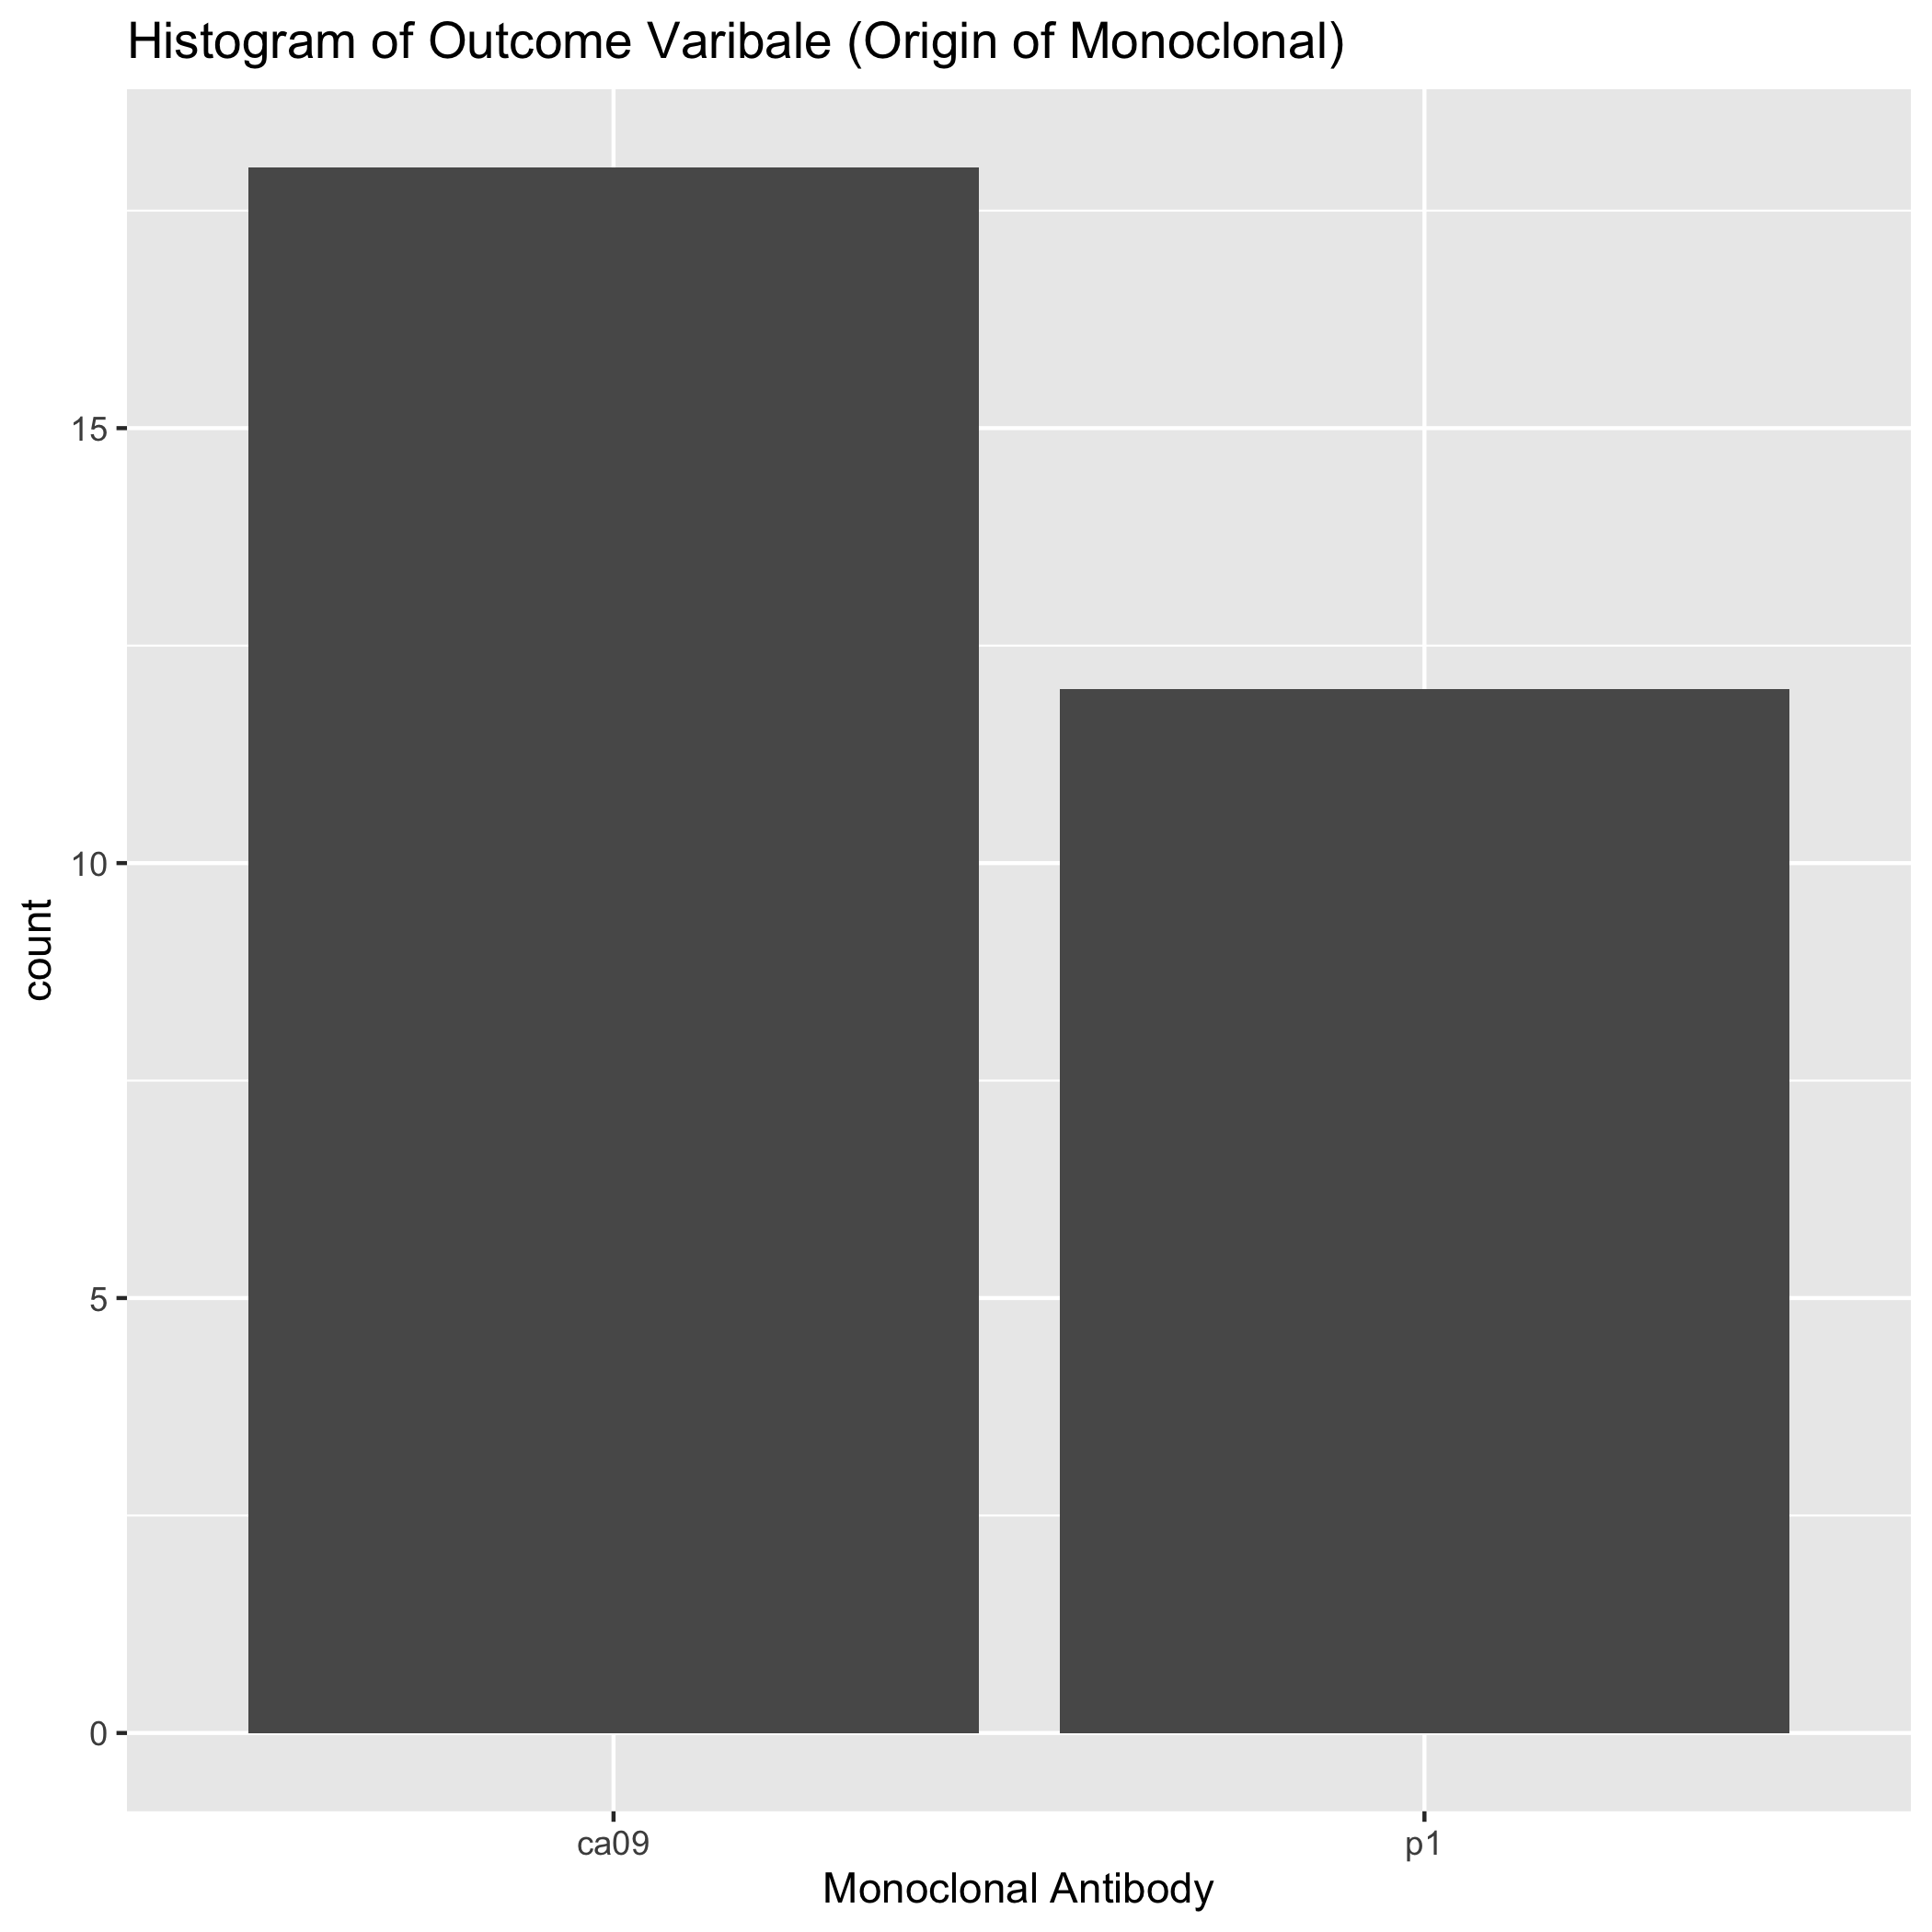 Histogram of Outcome Varibale (Origin of Monoclonal)
count
15
10
5
0
ca09
p1
Monoclonal Antibody